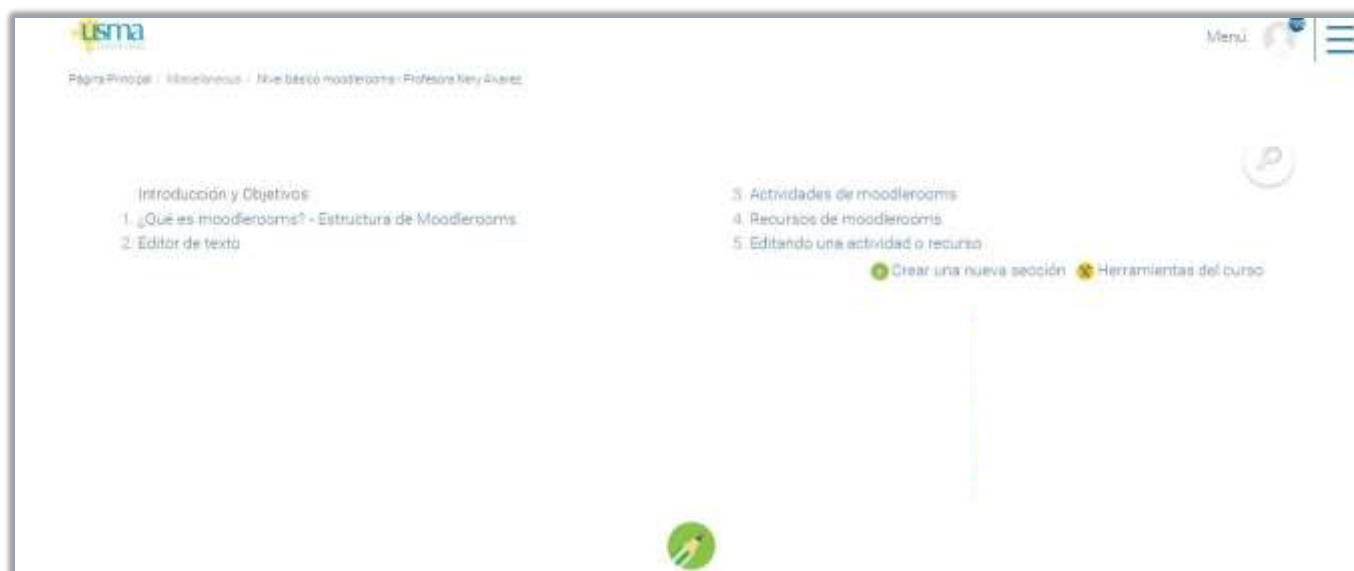 usma
Menú
Página Principal / Miscelaneous / Nivel básico moodlerooms - Profesora Nery Alvarez
Introducción y Objetivos
1. ¿Qué es moodlerooms? - Estructura de Moodlerooms
2. Editor de texto
3. Actividades de moodlerooms
4. Recursos de moodlerooms
5. Editando una actividad o recurso
Crear una nueva sección Herramientas del curso